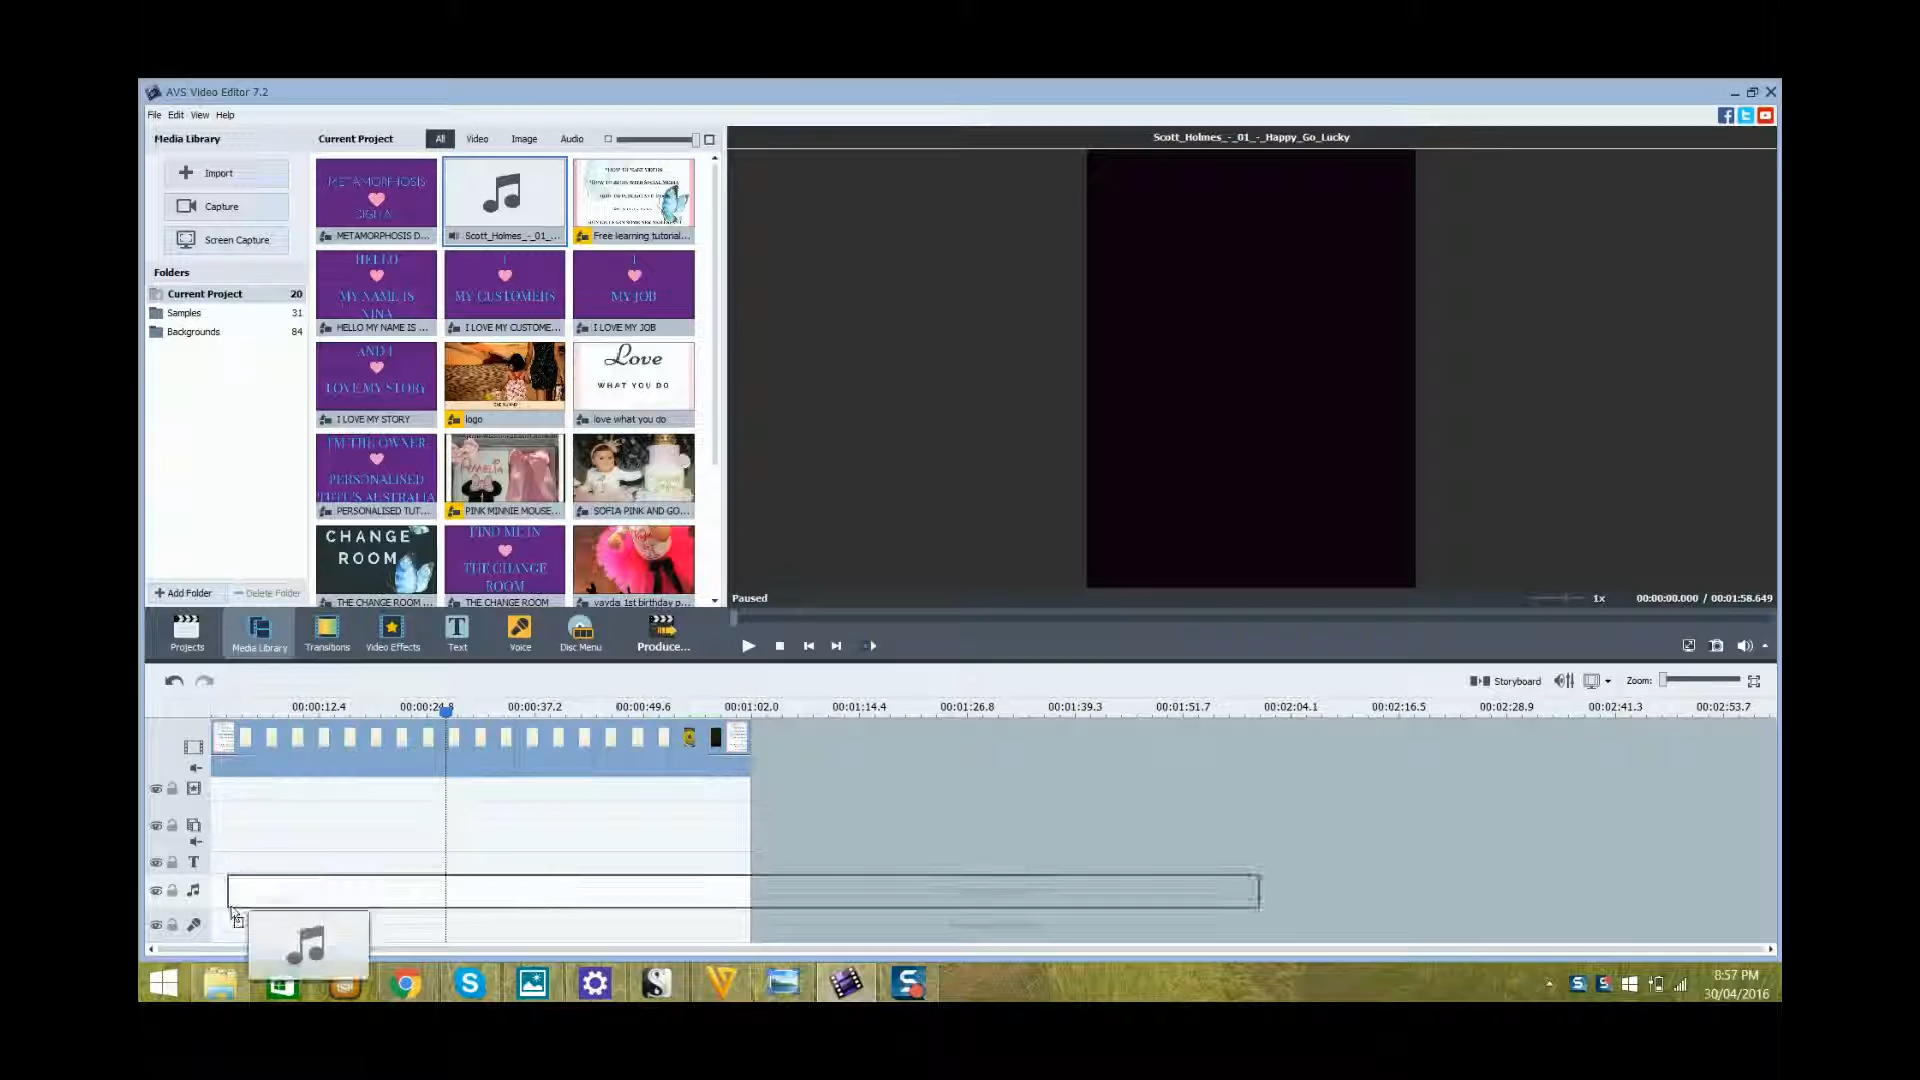 AVS Video Editor 7.2
File Edit View Help
Media Library
Current Project
All
Video
Image
Audio
Scott_Holmes_-_01_-_Happy_Go_Lucky
Import
Capture
Screen Capture
Folders
Current Project 20
Samples 31
Backgrounds 84
Add Folder
Delete Folder
METAMORPHOSIS
DIGITAL
METAMORPHOSIS D...
Scott_Holmes_-_01_...
Free learning tutorial...
HELLO
MY NAME IS
NINA
HELLO MY NAME IS ...
I
MY CUSTOMERS
I LOVE MY CUSTOME...
I
MY JOB
I LOVE MY JOB
AND I
LOVE MY STORY
I LOVE MY STORY
logo
Love
WHAT YOU DO
love what you do
I'M THE OWNER
PERSONALISED
TUTU'S AUSTRALIA
PERSONALISED TUT...
PINK MINNIE MOUSE...
SOFIA PINK AND GO...
CHANGE
ROOM
THE CHANGE ROOM ...
FIND ME IN
THE CHANGE
ROOM
THE CHANGE ROOM
vayda 1st birthday p...
Paused
1x
00:00:00.000 / 00:01:58.649
Projects
Media Library
Transitions
Video Effects
Text
Voice
Disc Menu
Produce...
Storyboard
Zoom:
00:00:12.4
00:00:24.8
00:00:37.2
00:00:49.6
00:01:02.0
00:01:14.4
00:01:26.8
00:01:39.3
00:01:51.7
00:02:04.1
00:02:16.5
00:02:28.9
00:02:41.3
00:02:53.7
8:57 PM
30/04/2016